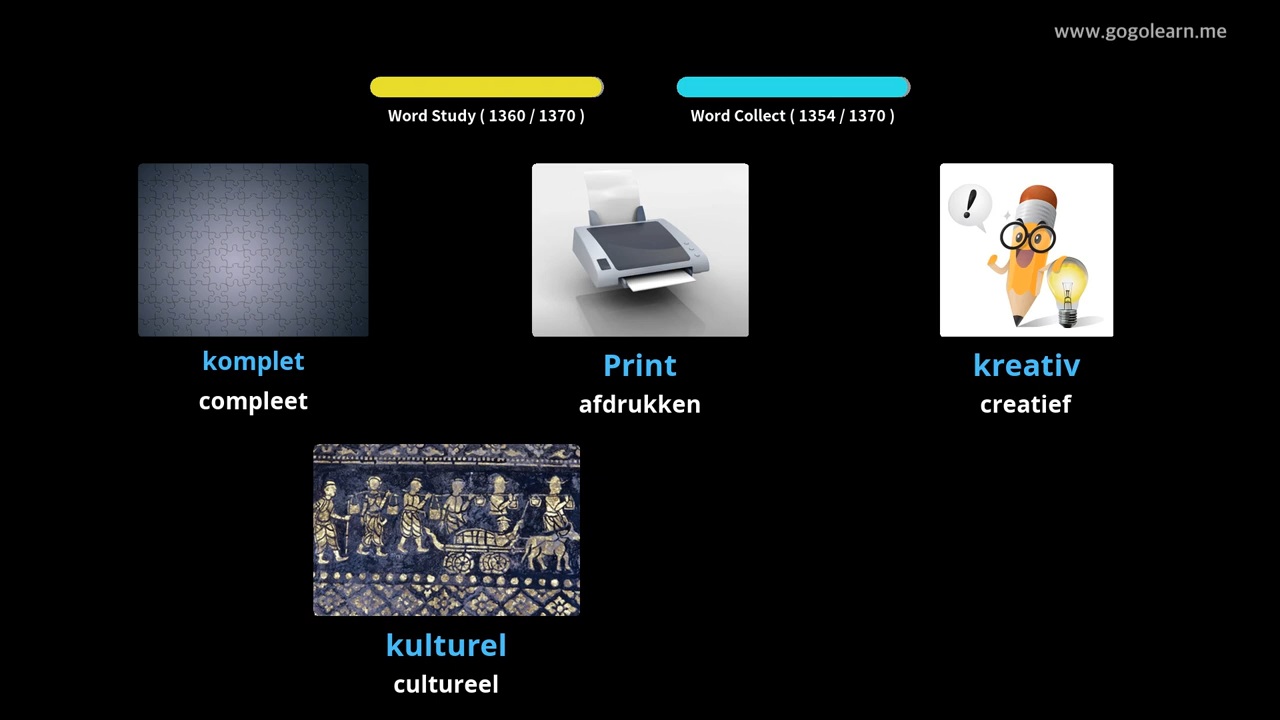 www.gogolearn.me
Word Study ( 1360 / 1370 )
Word Collect ( 1354 / 1370 )
komplet
compleet
Print
afdrukken
kreativ
creatief
kulturel
cultureel